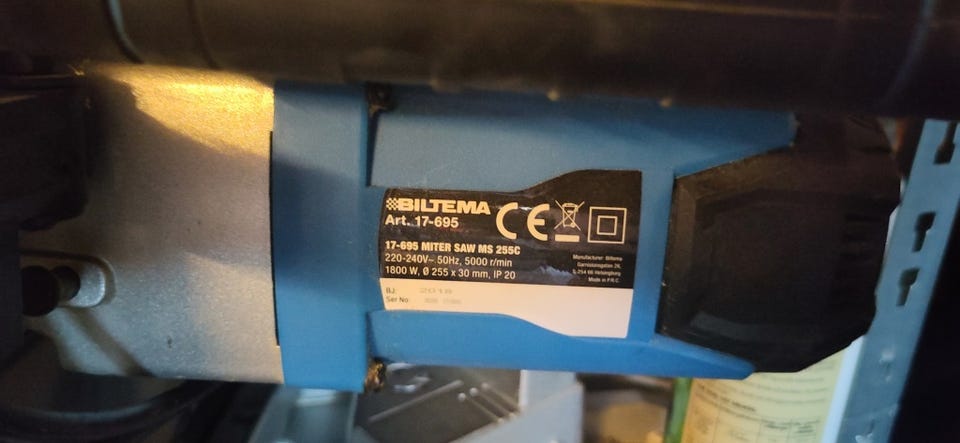 BILTEMA
Art. 17-695
17-695 MITER SAW MS 255C
220-240V~ 50Hz, 5000 r/min
1800 W, Ø 255 x 30 mm, IP 20
Manufacturer: Biltema
Garnisionsgatan 26,
S-254 66 Helsingborg
Made in P.R.C
BJ:
Ser No:
CE